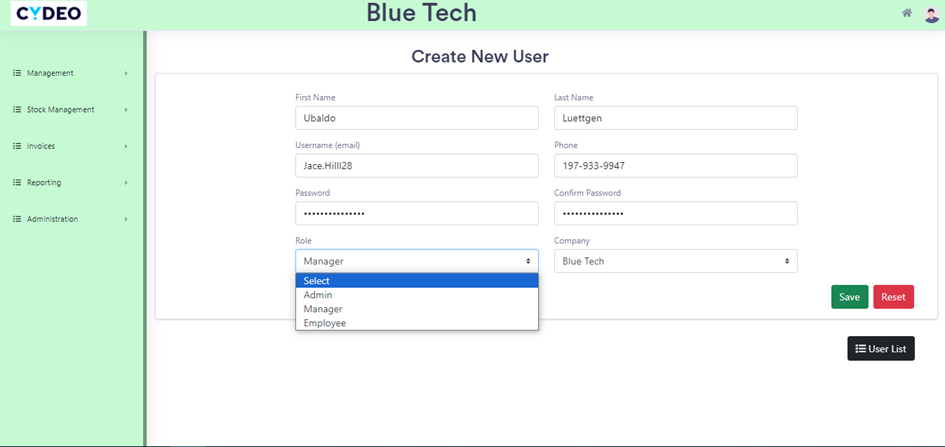 CYDEO
Blue Tech
Create New User
Management
Stock Management
Invoices
Reporting
Administration
First Name
Last Name
Ubaldo
Luettgen
Username (email)
Phone
Jace.Hilll28
197-933-9947
Password
Confirm Password
•••••••••••••••
•••••••••••••••
Role
Company
Manager
Blue Tech
Select
Admin
Manager
Employee
Save
Reset
User List